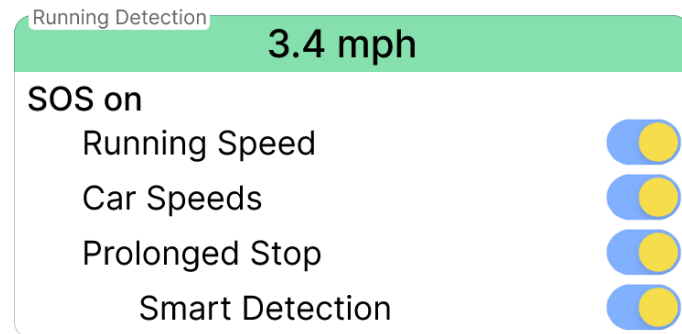 Running Detection
3.4 mph
SOS on
Running Speed
Car Speeds
Prolonged Stop
Smart Detection